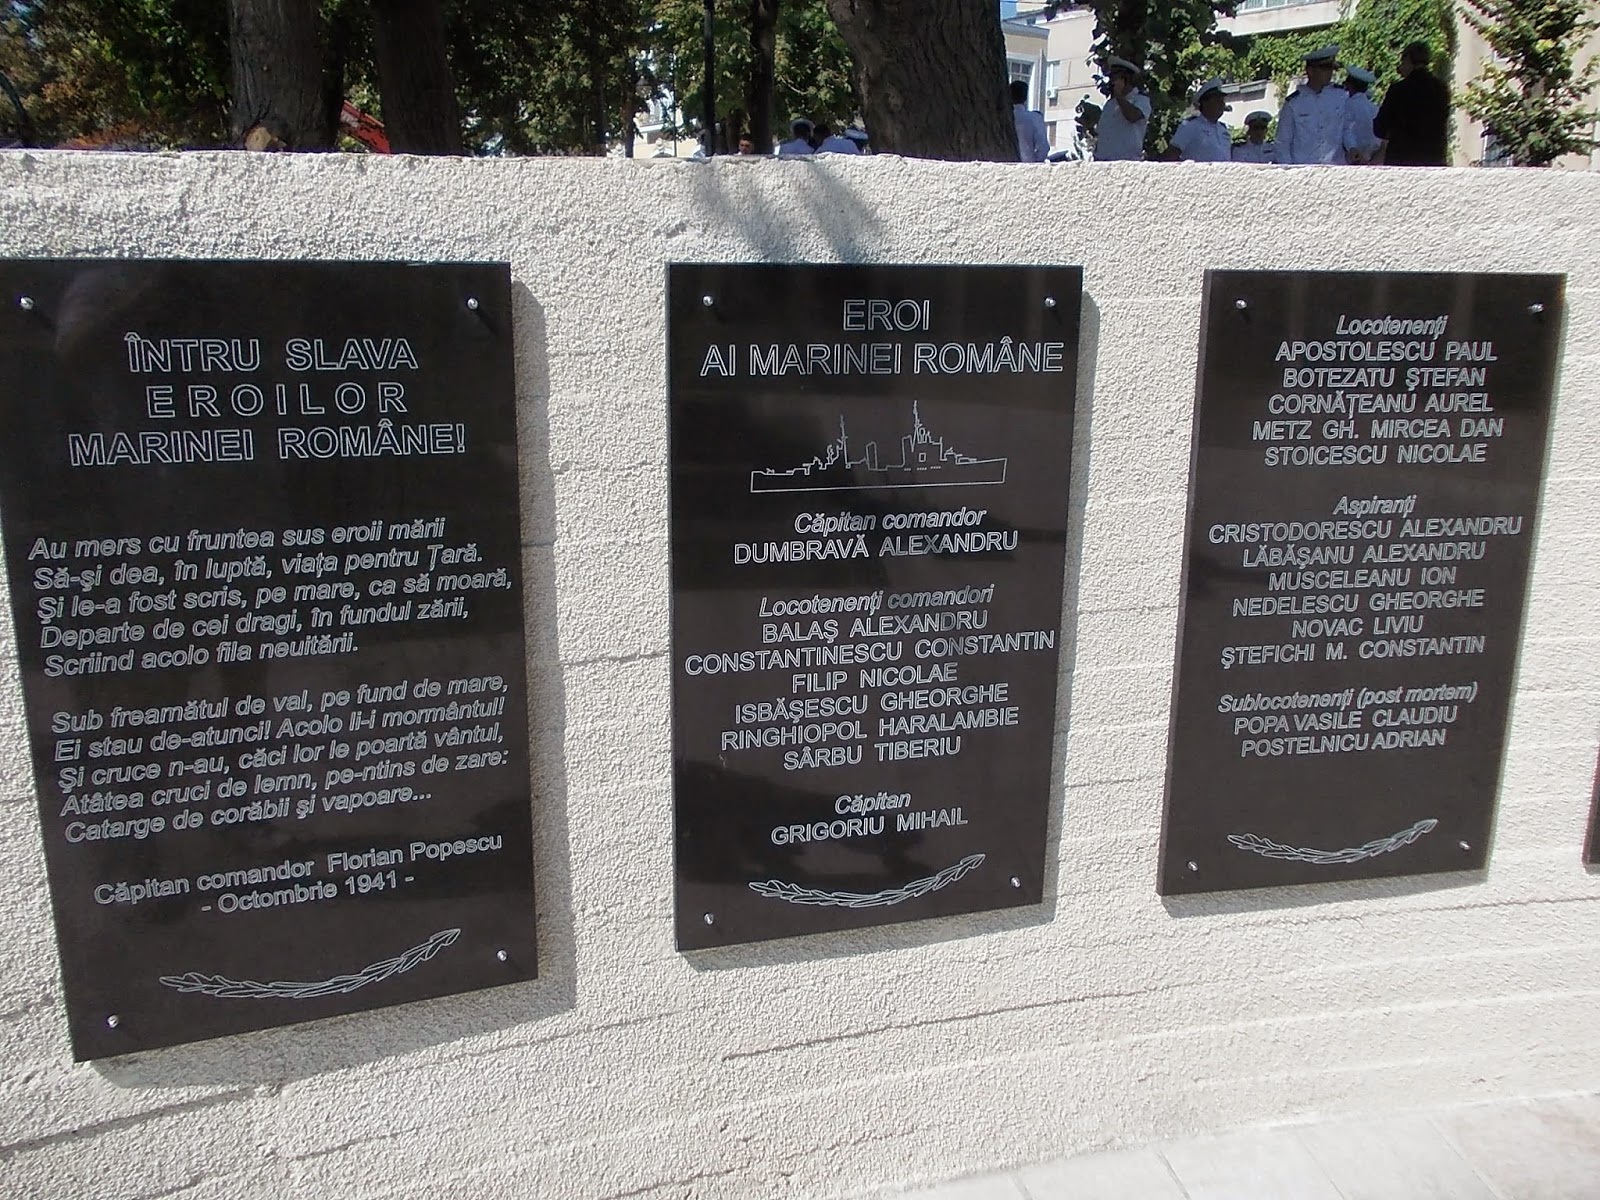 ÎNTRU SLAVA
EROILOR
MARINEI ROMÂNE!
Au mers cu fruntea sus eroii mării
Să-şi dea, în luptă, viaţa pentru Ţară.
Şi le-a fost scris, pe mare, ca să moară,
Departe de cei dragi, în fundul zării,
Scriind acolo fila neuitării.
Sub freamătul de val, pe fund de mare,
Ei stau de-atunci! Acolo li-i mormântul!
Şi cruce n-au, căci lor le poartă vântul,
Atâtea cruci de lemn, pe-ntins de zare:
Catarge de corăbii şi vapoare...
Căpitan comandor Florian Popescu
- Octombrie 1941 -
EROI
AI MARINEI ROMÂNE
Căpitan comandor
DUMBRAVĂ ALEXANDRU
Locotenenţi comandori
BALAŞ ALEXANDRU
CONSTANTINESCU CONSTANTIN
FILIP NICOLAE
ISBĂŞESCU GHEORGHE
RINGHIOPOL HARALAMBIE
SÂRBU TIBERIU
Căpitan
GRIGORIU MIHAIL
Locotenenţi
APOSTOLESCU PAUL
BOTEZATU ŞTEFAN
CORNĂŢEANU AUREL
METZ GH. MIRCEA DAN
STOICESCU NICOLAE
Aspiranţi
CRISTODORESCU ALEXANDRU
LĂBĂŞANU ALEXANDRU
MUSCELEANU ION
NEDELESCU GHEORGHE
NOVAC LIVIU
ŞTEFICHI M. CONSTANTIN
Sublocotenenţi (post mortem)
POPA VASILE CLAUDIU
POSTELNICU ADRIAN